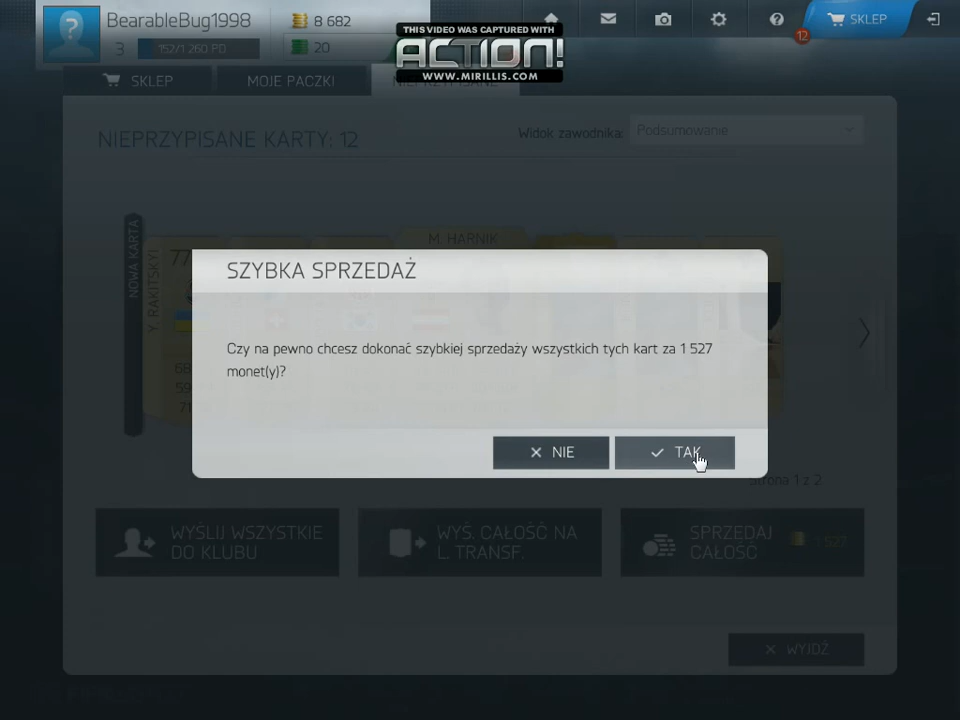 BearableBug1998
8 682
3
152/1 260 PD
20
THIS VIDEO WAS CAPTURED WITH
ACTION!
WWW.MIRILLIS.COM
12
SKLEP
SKLEP
MOJE PACZKI
NIEPRZYPISANE
NIEPRZYPISANE KARTY: 12
Widok zawodnika:
Podsumowanie
NOWA KARTA
Y. RAKITSKYI
77
M. HARNIK
SZYBKA SPRZEDAŻ
Czy na pewno chcesz dokonać szybkiej sprzedaży wszystkich tych kart za 1 527
monet(y)?
NIE
TAK
Strona 1 z 2
WYŚLIJ WSZYSTKIE
DO KLUBU
WYŚ. CAŁOŚĆ NA
L. TRANSF.
SPRZEDAJ
CAŁOŚĆ
1 527
WYJDŹ